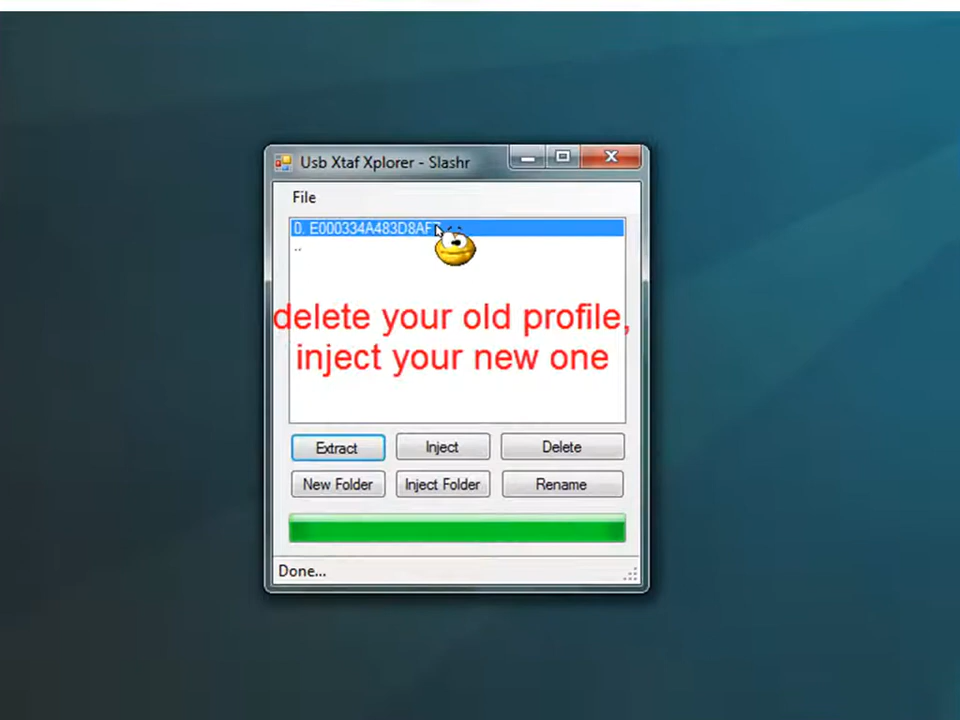 Usb Xtaf Xplorer - Slashr
File
0. E000334A483D8AF
..
delete your old profile,
inject your new one
Extract Inject Delete
New Folder Inject Folder Rename
Done...